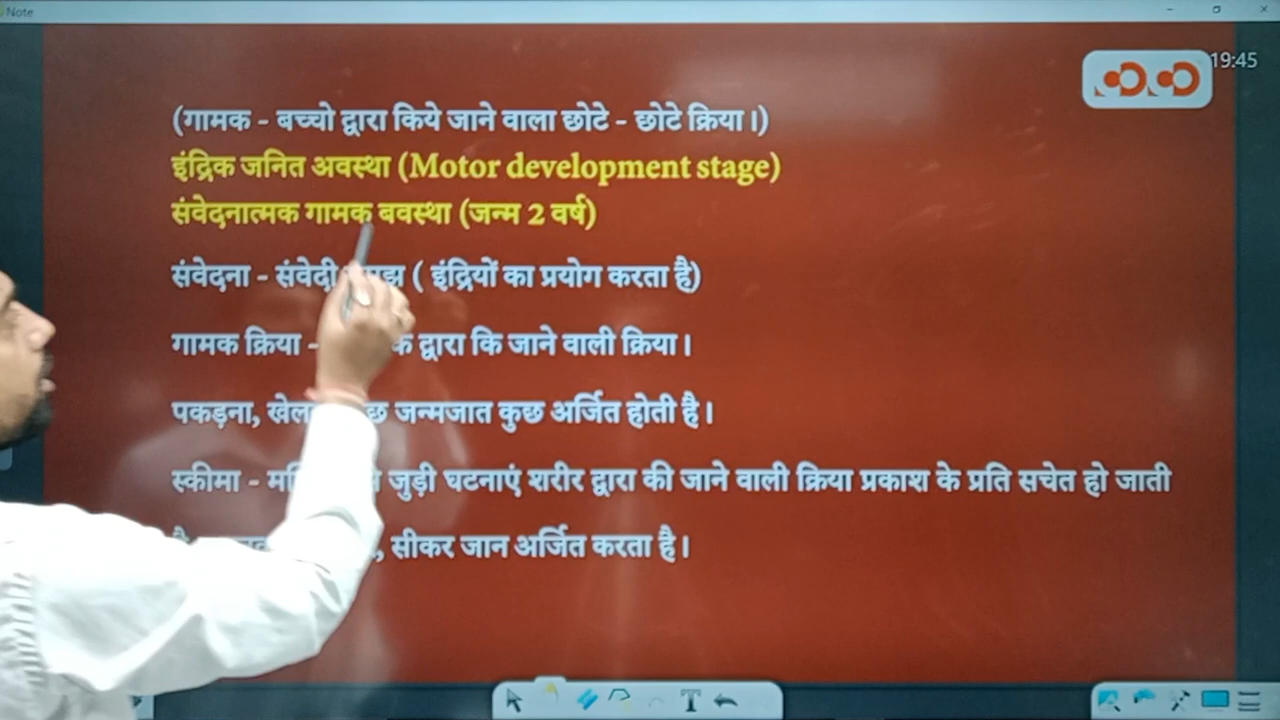 Note
19:45
(गामक - बच्चो द्वारा किये जाने वाला छोटे - छोटे क्रिया।)
इंद्रिक जनित अवस्था (Motor development stage)
संवेदनात्मक गामक बवस्था (जन्म 2 वर्ष)
संवेदना - संवेदी ( इंद्रियों का प्रयोग करता है)
गामक क्रिया - द्वारा कि जाने वाली क्रिया।
पकड़ना, जन्मजात कुछ अर्जित होती है।
स्कीमा - जुड़ी घटनाएं शरीर द्वारा की जाने वाली क्रिया प्रकाश के प्रति सचेत हो जाती
सीकर जान अर्जित करता है।